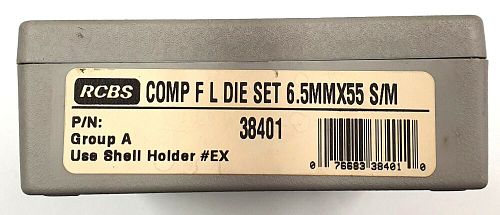 RCBS COMP F L DIE SET 6.5MMX55 S/M
P/N: 38401
Group A
Use Shell Holder #EX
0 76683 38401 0